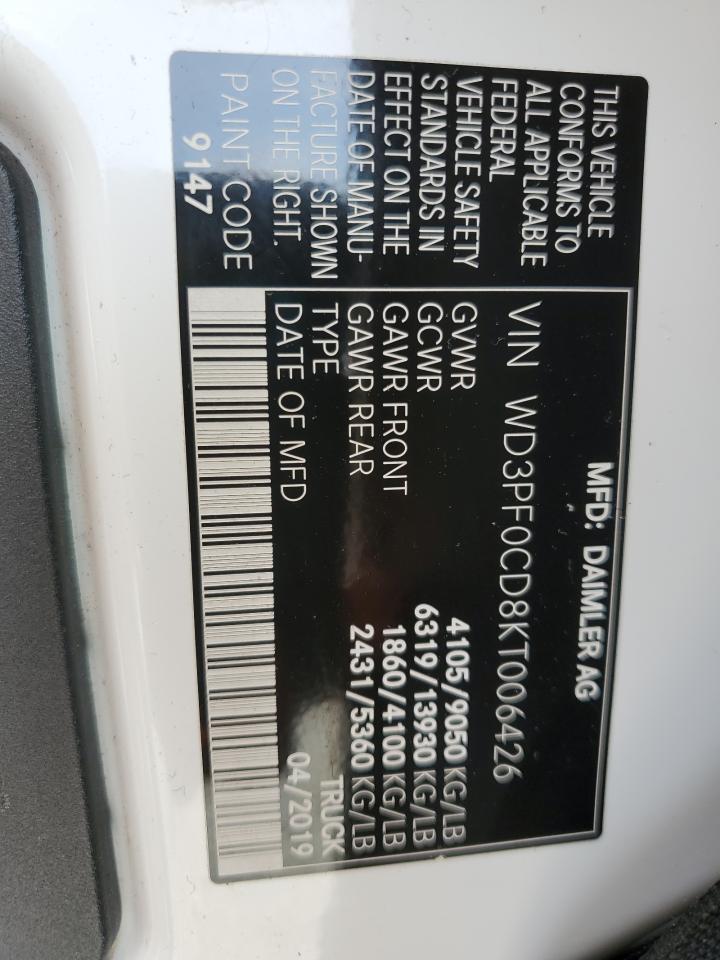 THIS VEHICLE
CONFORMS TO
ALL APPLICABLE
FEDERAL
VEHICLE SAFETY
STANDARDS IN
EFFECT ON THE
DATE OF MANU-
FACTURE SHOWN
ON THE RIGHT.
PAINT CODE
9147
MFD: DAIMLER AG
VIN WD3PF0CD8KT006426
GVWR 4105/9050 KG/LB
GCWR 6319/13930 KG/LB
GAWR FRONT 1860/4100 KG/LB
GAWR REAR 2431/5360 KG/LB
TYPE TRUCK
DATE OF MFD 04/2019